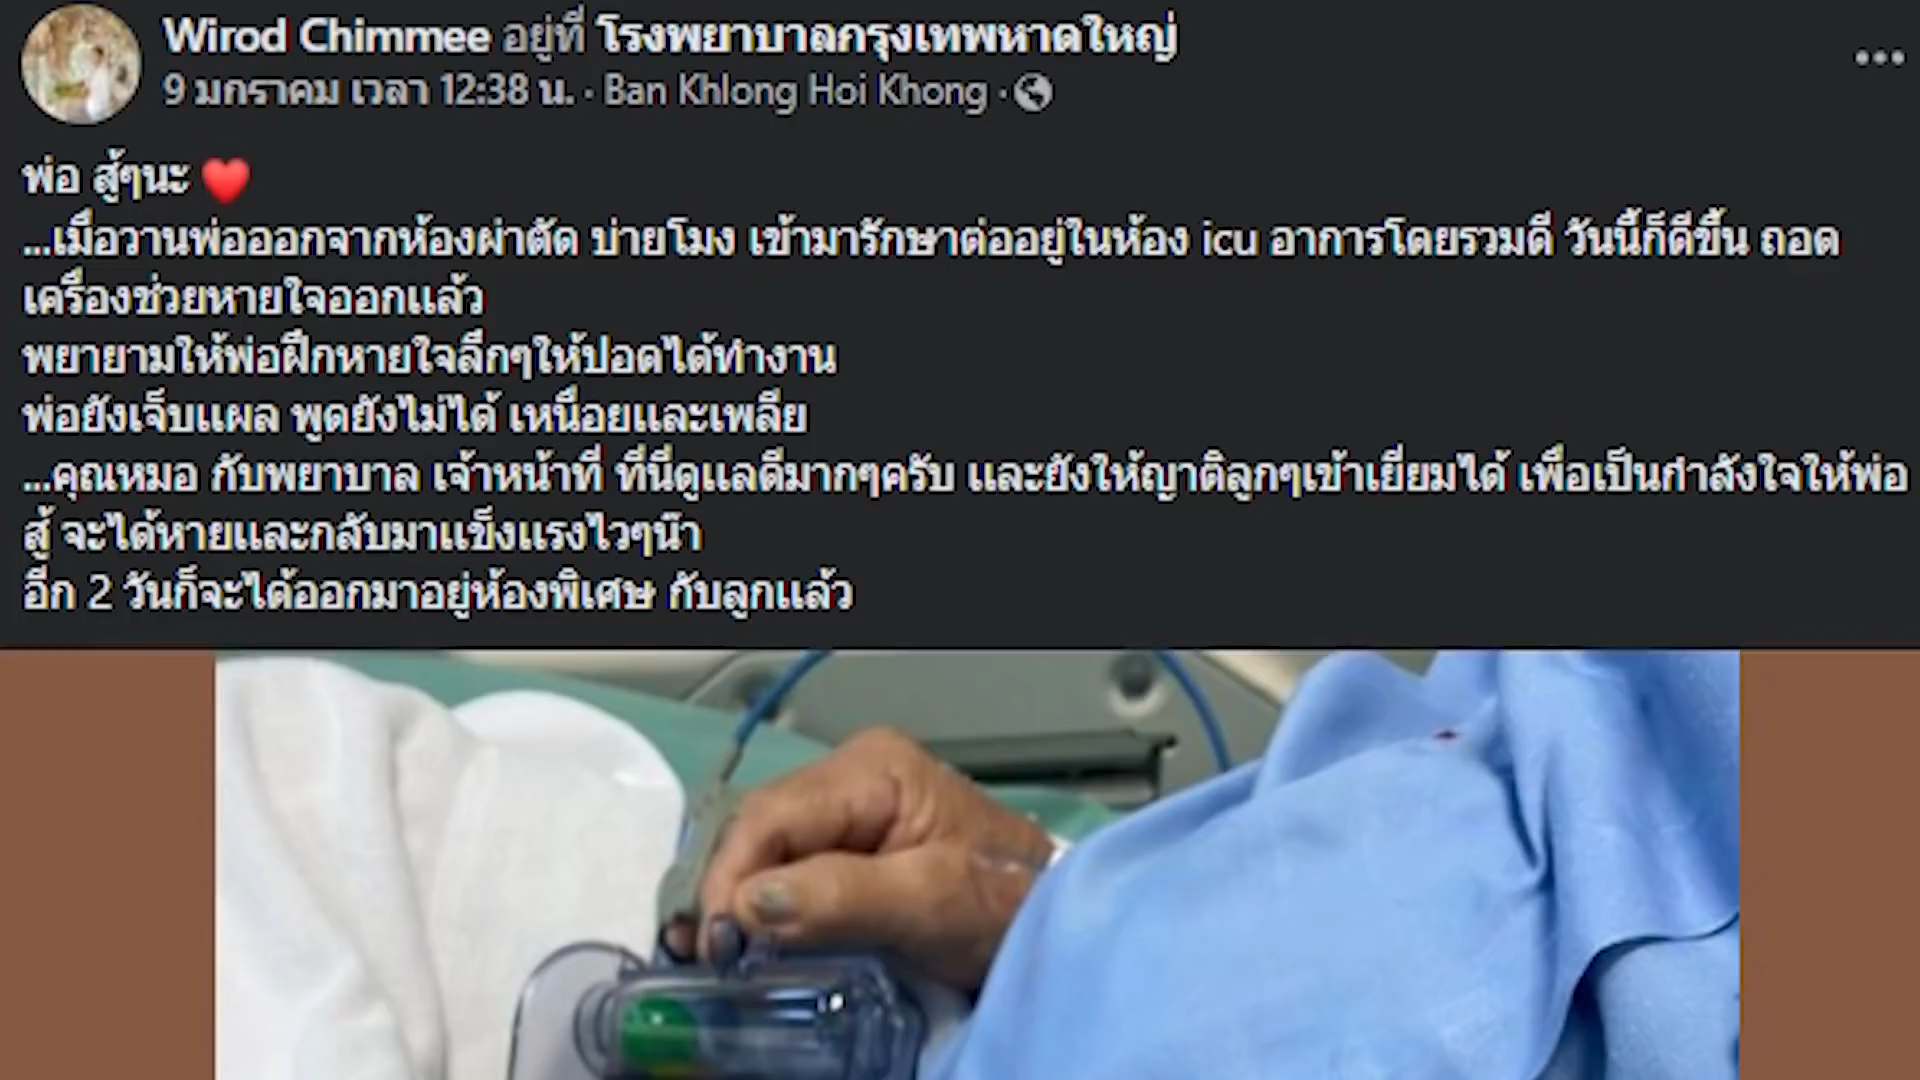 Wirod Chimmee อยู่ที่ โรงพยาบาลกรุงเทพหาดใหญ่
9 มกราคม เวลา 12:38 น. · Ban Khlong Hoi Khong ·
พ่อ สู้ๆนะ ❤️
...เมื่อวานพ่อออกจากห้องผ่าตัด บ่ายโมง เข้ามารักษาต่ออยู่ในห้อง icu อาการโดยรวมดี วันนี้ก็ดีขึ้น ถอด
เครื่องช่วยหายใจออกแล้ว
พยายามให้พ่อฝึกหายใจลึกๆให้ปอดได้ทำงาน
พ่อยังเจ็บแผล พูดยังไม่ได้ เหนื่อยและเพลีย
...คุณหมอ กับพยาบาล เจ้าหน้าที่ ที่นี่ดูแลดีมากๆครับ และยังให้ญาติลูกๆเข้าเยี่ยมได้ เพื่อเป็นกำลังใจให้พ่อ
สู้ จะได้หายและกลับมาแข็งแรงไวๆน๊า
อีก 2 วันก็จะได้ออกมาอยู่ห้องพิเศษ กับลูกแล้ว